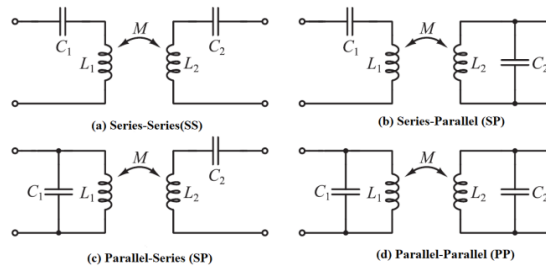 C1 M C2
L1 L2
(a) Series-Series(SS)
C1 M
L1 L2 C2
(b) Series-Parallel (SP)
M C2
C1 L1 L2
(c) Parallel-Series (SP)
M
C1 L1 L2 C2
(d) Parallel-Parallel (PP)